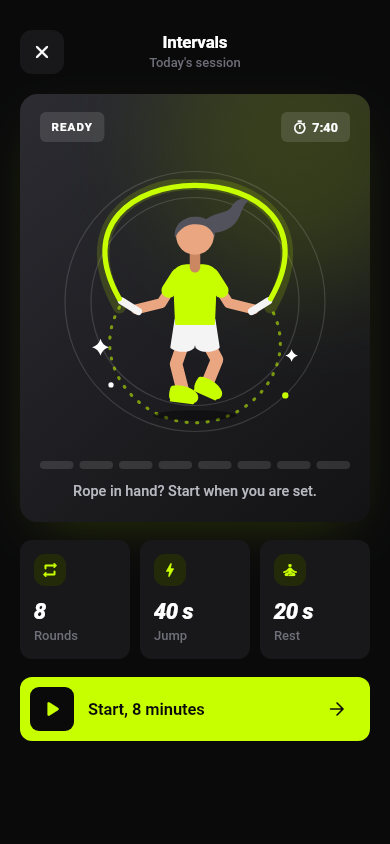 Intervals
Today's session
READY
7:40
Rope in hand? Start when you are set.
8
Rounds
40 s
Jump
20 s
Rest
Start, 8 minutes